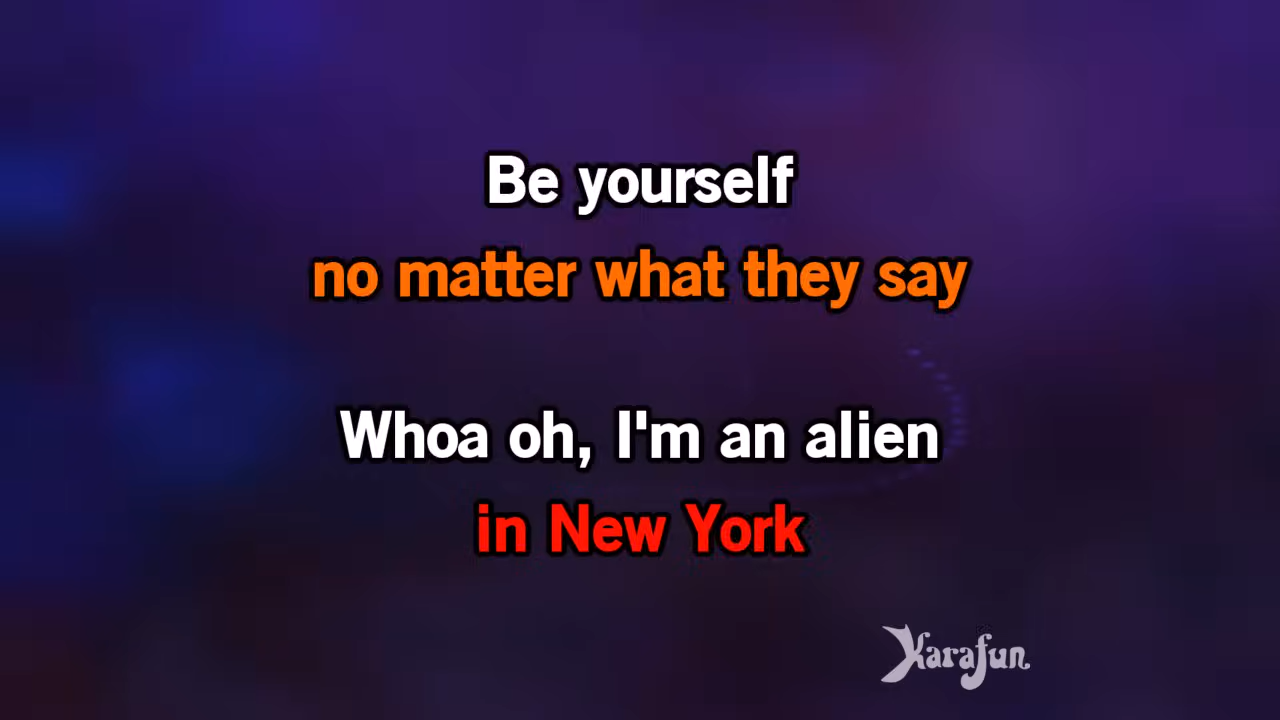 Be yourself
no matter what they say
Whoa oh, I'm an alien
in New York
Karafun